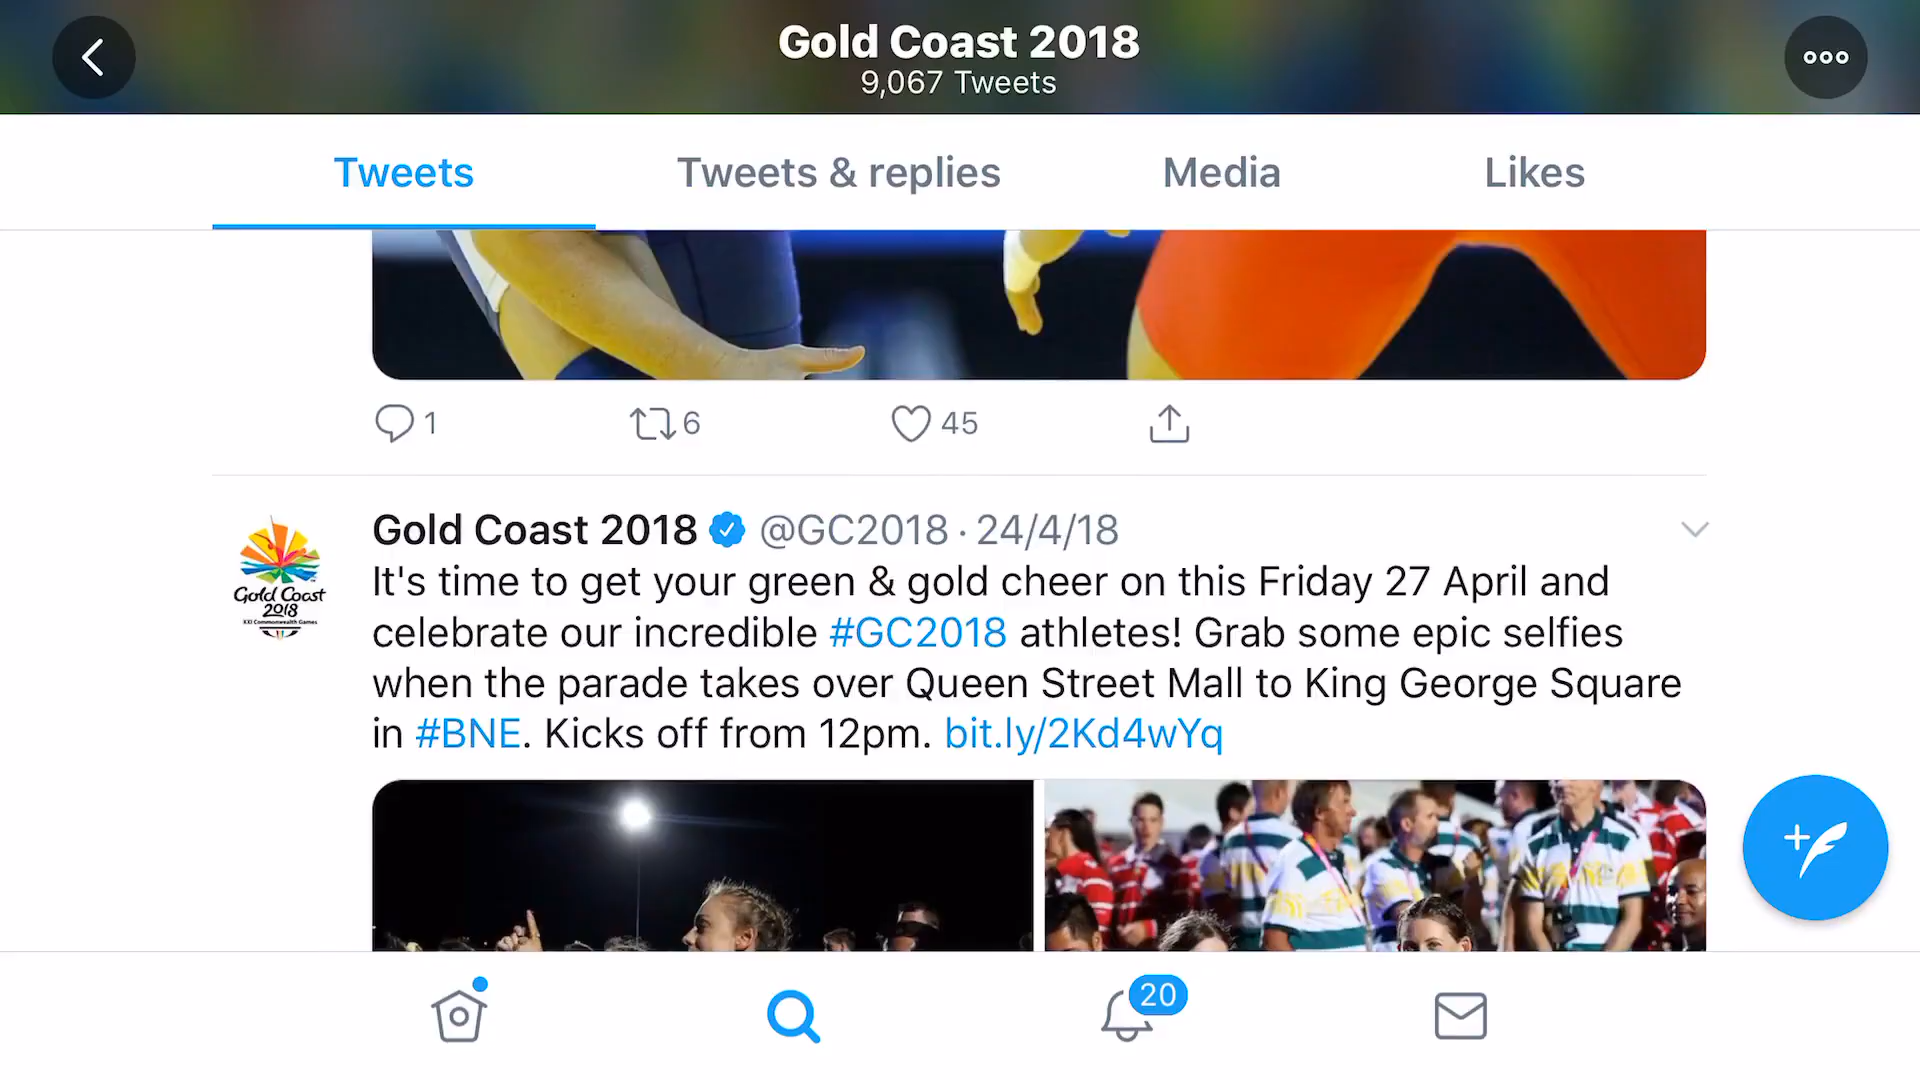 Gold Coast 2018
9,067 Tweets
Tweets
Tweets & replies
Media
Likes
1
6
45
Gold Coast 2018 @GC2018 · 24/4/18
It's time to get your green & gold cheer on this Friday 27 April and
celebrate our incredible #GC2018 athletes! Grab some epic selfies
when the parade takes over Queen Street Mall to King George Square
in #BNE. Kicks off from 12pm. bit.ly/2Kd4wYq
Gold Coast
2018
XXI Commonwealth Games
20